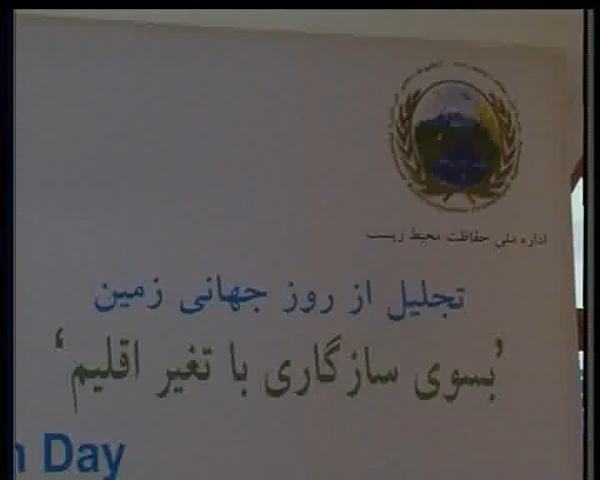 اداره ملی حفاظت محیط زیست
تجلیل از روز جهانی زمین
'بسوی سازگاری با تغیر اقلیم'
Day